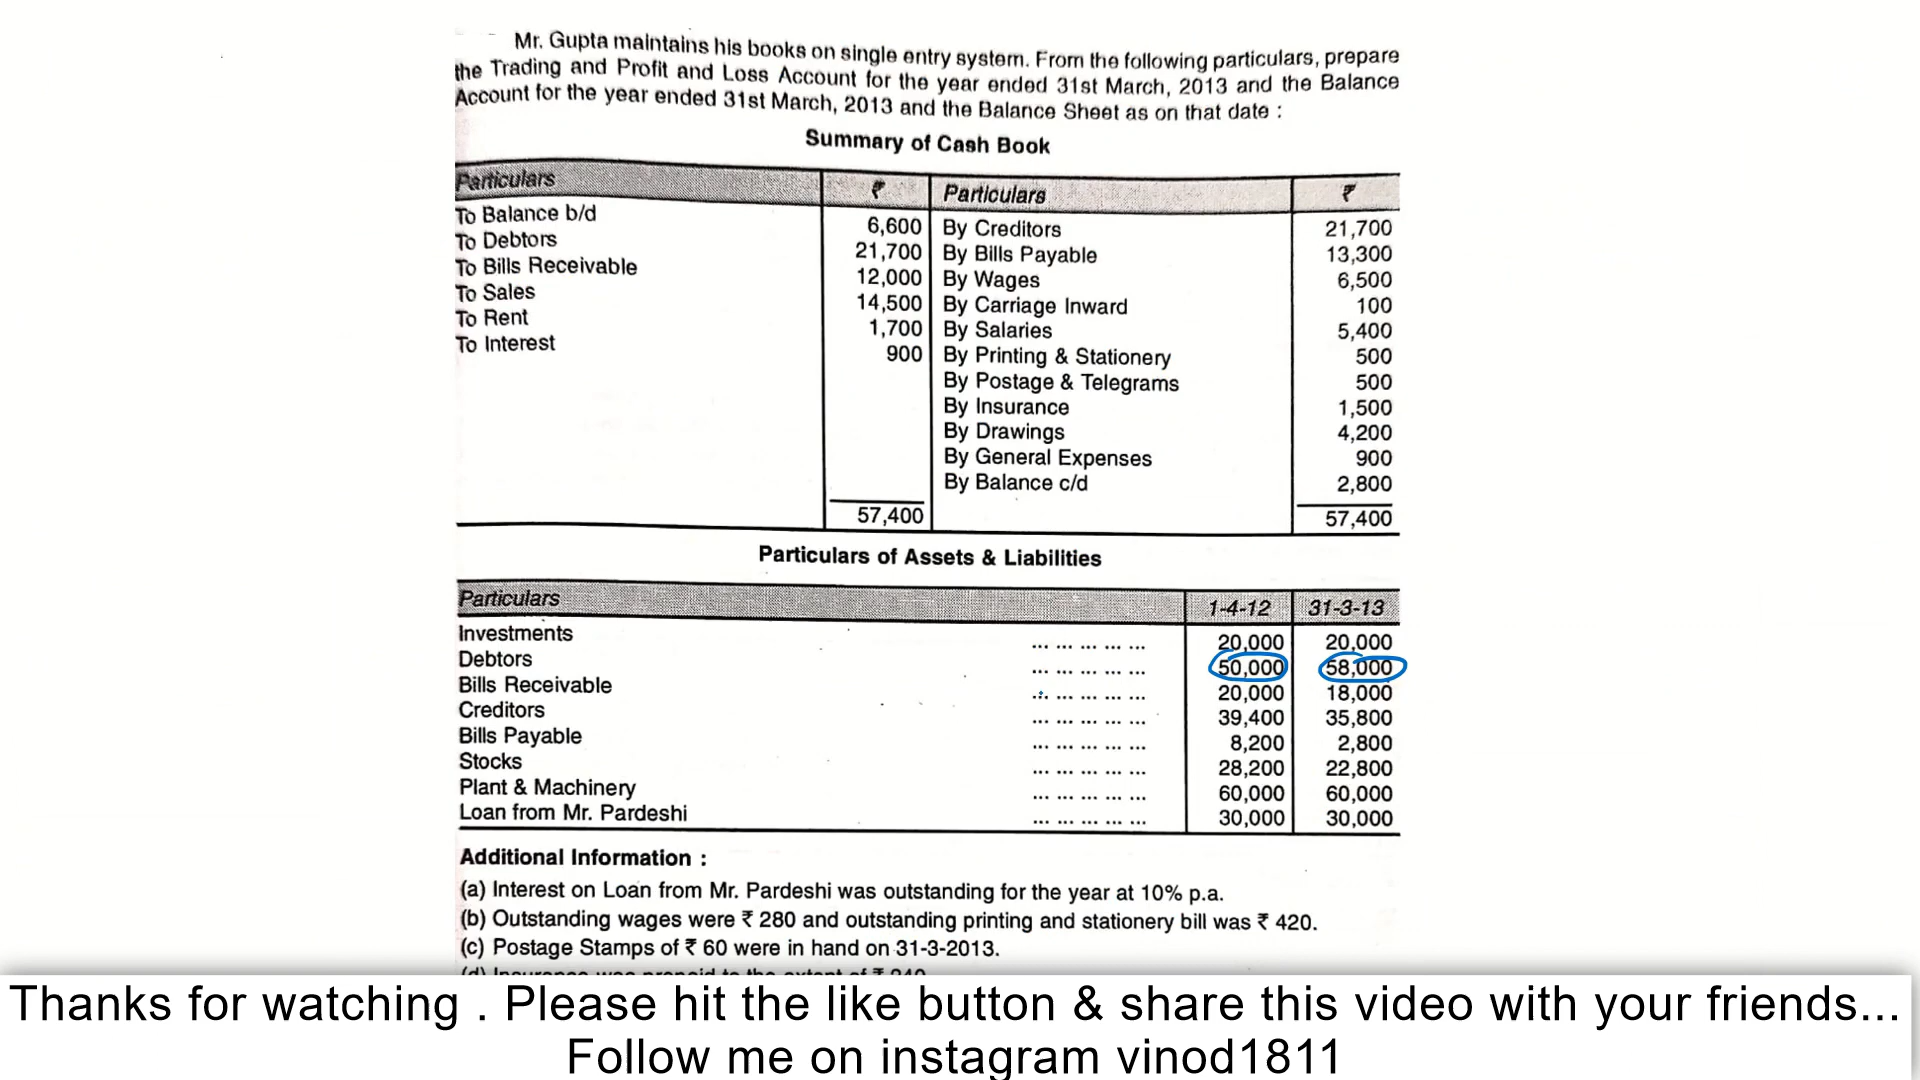 Mr. Gupta maintains his books on single entry system. From the following particulars, prepare
the Trading and Profit and Loss Account for the year ended 31st March, 2013 and the Balance
Account for the year ended 31st March, 2013 and the Balance Sheet as on that date :
Summary of Cash Book
Particulars ₹ Particulars ₹
To Balance b/d 6,600 By Creditors 21,700
To Debtors 21,700 By Bills Payable 13,300
To Bills Receivable 12,000 By Wages 6,500
To Sales 14,500 By Carriage Inward 100
To Rent 1,700 By Salaries 5,400
To Interest 900 By Printing & Stationery 500
By Postage & Telegrams 500
By Insurance 1,500
By Drawings 4,200
By General Expenses 900
By Balance c/d 2,800
57,400 57,400
Particulars of Assets & Liabilities
Particulars 1-4-12 31-3-13
Investments ... ... ... ... ... 20,000 20,000
Debtors ... ... ... ... ... 50,000 58,000
Bills Receivable ... ... ... ... ... 20,000 18,000
Creditors ... ... ... ... ... 39,400 35,800
Bills Payable ... ... ... ... ... 8,200 2,800
Stocks ... ... ... ... ... 28,200 22,800
Plant & Machinery ... ... ... ... ... 60,000 60,000
Loan from Mr. Pardeshi ... ... ... ... ... 30,000 30,000
Additional Information :
(a) Interest on Loan from Mr. Pardeshi was outstanding for the year at 10% p.a.
(b) Outstanding wages were ₹ 280 and outstanding printing and stationery bill was ₹ 420.
(c) Postage Stamps of ₹ 60 were in hand on 31-3-2013.
(d) Insurance was prepaid to the extent of ₹
Thanks for watching . Please hit the like button & share this video with your friends...
Follow me on instagram vinod1811